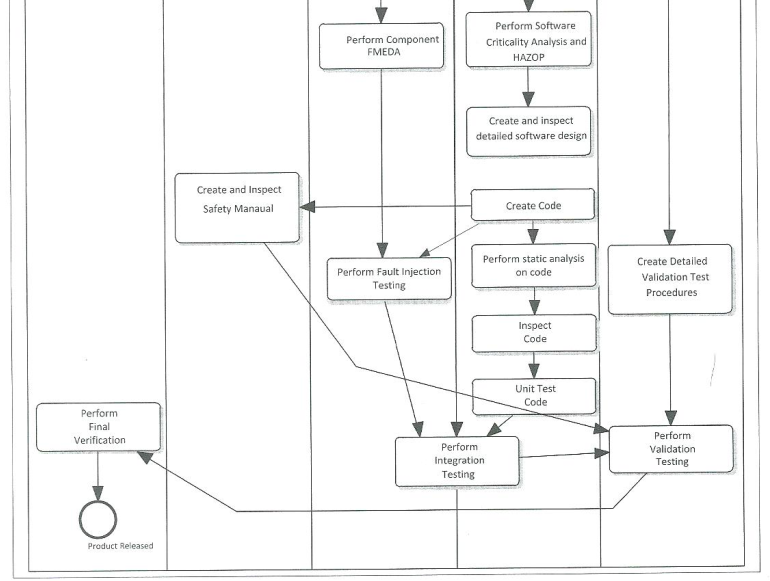 Perform Component
FMEDA
Perform Software
Criticality Analysis and
HAZOP
Create and inspect
detailed software design
Create and Inspect
Safety Manaual
Create Code
Perform Fault Injection
Testing
Perform static analysis
on code
Create Detailed
Validation Test
Procedures
Inspect
Code
Unit Test
Code
Perform
Final
Verification
Perform
Integration
Testing
Perform
Validation
Testing
Product Released